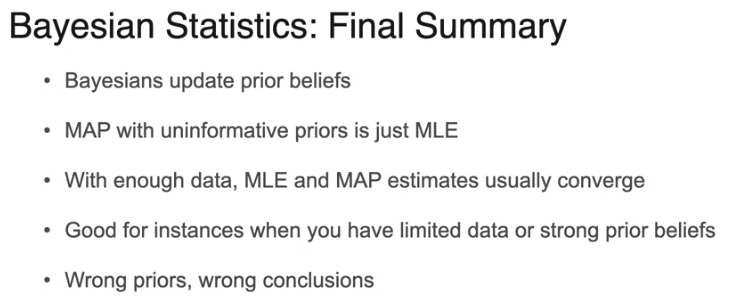 Bayesian Statistics: Final Summary
• Bayesians update prior beliefs
• MAP with uninformative priors is just MLE
• With enough data, MLE and MAP estimates usually converge
• Good for instances when you have limited data or strong prior beliefs
• Wrong priors, wrong conclusions